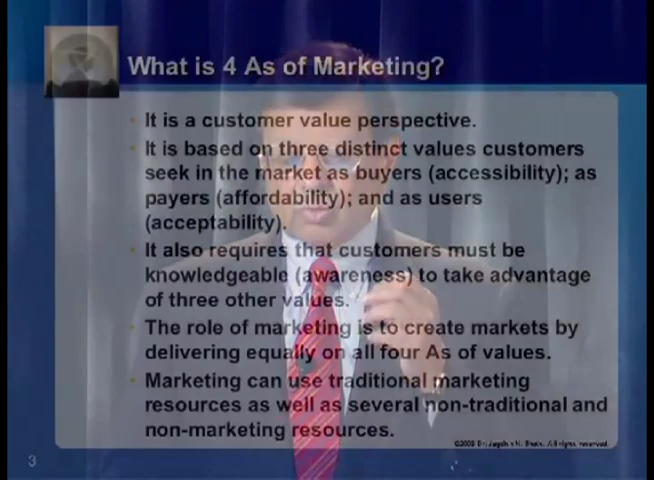 What is 4 As of Marketing?
It is a customer value perspective.
It is based on three distinct values customers
seek in the market as buyers (accessibility); as
payers (affordability); and as users
(acceptability).
It also requires that customers must be
knowledgeable (awareness) to take advantage
of three other values.
The role of marketing is to create markets by
delivering equally on all four As of values.
Marketing can use traditional marketing
resources as well as several non-traditional and
non-marketing resources.
All rights reserved.
3